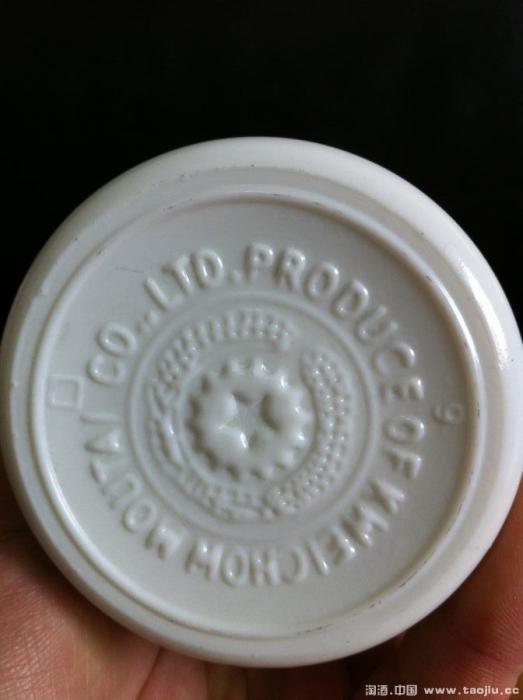 PRODUCE OF KWEICHOW MOUTAI CO.,LTD.
9
淘酒.中国 www.taojiu.cc